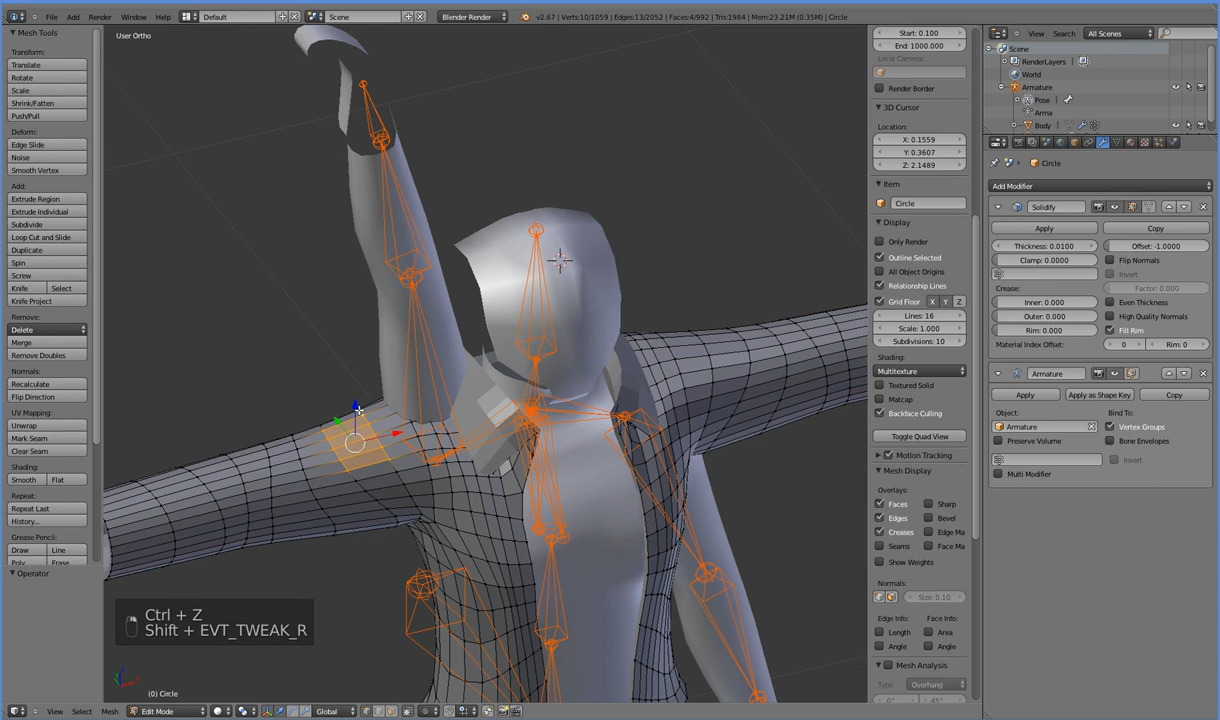 File Add Render Window Help Default Scene Blender Render v2.67 | Verts:10/1059 | Edges:13/2052 | Faces:4/992 | Tris:1984 | Mem:23.21M (0.35M) | Circle
Mesh Tools
Transform:
Translate
Rotate
Scale
Shrink/Fatten
Push/Pull
Deform:
Edge Slide
Noise
Smooth Vertex
Add:
Extrude Region
Extrude Individual
Subdivide
Loop Cut and Slide
Duplicate
Spin
Screw
Knife Select
Knife Project
Remove:
Delete
Merge
Remove Doubles
Normals:
Recalculate
Flip Direction
UV Mapping:
Unwrap
Mark Seam
Clear Seam
Shading:
Smooth Flat
Repeat:
Repeat Last
History...
Grease Pencil:
Draw Line
Poly Erase
Operator
User Ortho
Ctrl + Z
Shift + EVT_TWEAK_R
(0) Circle
View Select Mesh Edit Mode Global
Start: 0.100
End: 1000.000
Local Camera:
Render Border
3D Cursor
Location:
X: 0.1559
Y: 0.3607
Z: 2.1489
Item
Circle
Display
Only Render
Outline Selected
All Object Origins
Relationship Lines
Grid Floor X Y Z
Lines: 16
Scale: 1.000
Subdivisions: 10
Shading:
Multitexture
Textured Solid
Matcap
Backface Culling
Toggle Quad View
Motion Tracking
Mesh Display
Overlays:
Faces Sharp
Edges Bevel
Creases Edge Ma
Seams Face Ma
Show Weights
Normals:
Size: 0.10
Edge Info: Face Info:
Length Area
Angle Angle
Mesh Analysis
Type: Overhang
View Search All Scenes
Scene
RenderLayers
World
Armature
Pose
Arma
Body
Circle
Add Modifier
Solidify
Apply Copy
Thickness: 0.0100 Offset: -1.0000
Clamp: 0.0000 Flip Normals
Invert
Crease: Factor: 0.000
Inner: 0.000 Even Thickness
Outer: 0.000 High Quality Normals
Rim: 0.000 Fill Rim
Material Index Offset: 0 Rim: 0
Armature
Apply Apply as Shape Key Copy
Object: Bind To:
Armature Vertex Groups
Preserve Volume Bone Envelopes
Invert
Multi Modifier